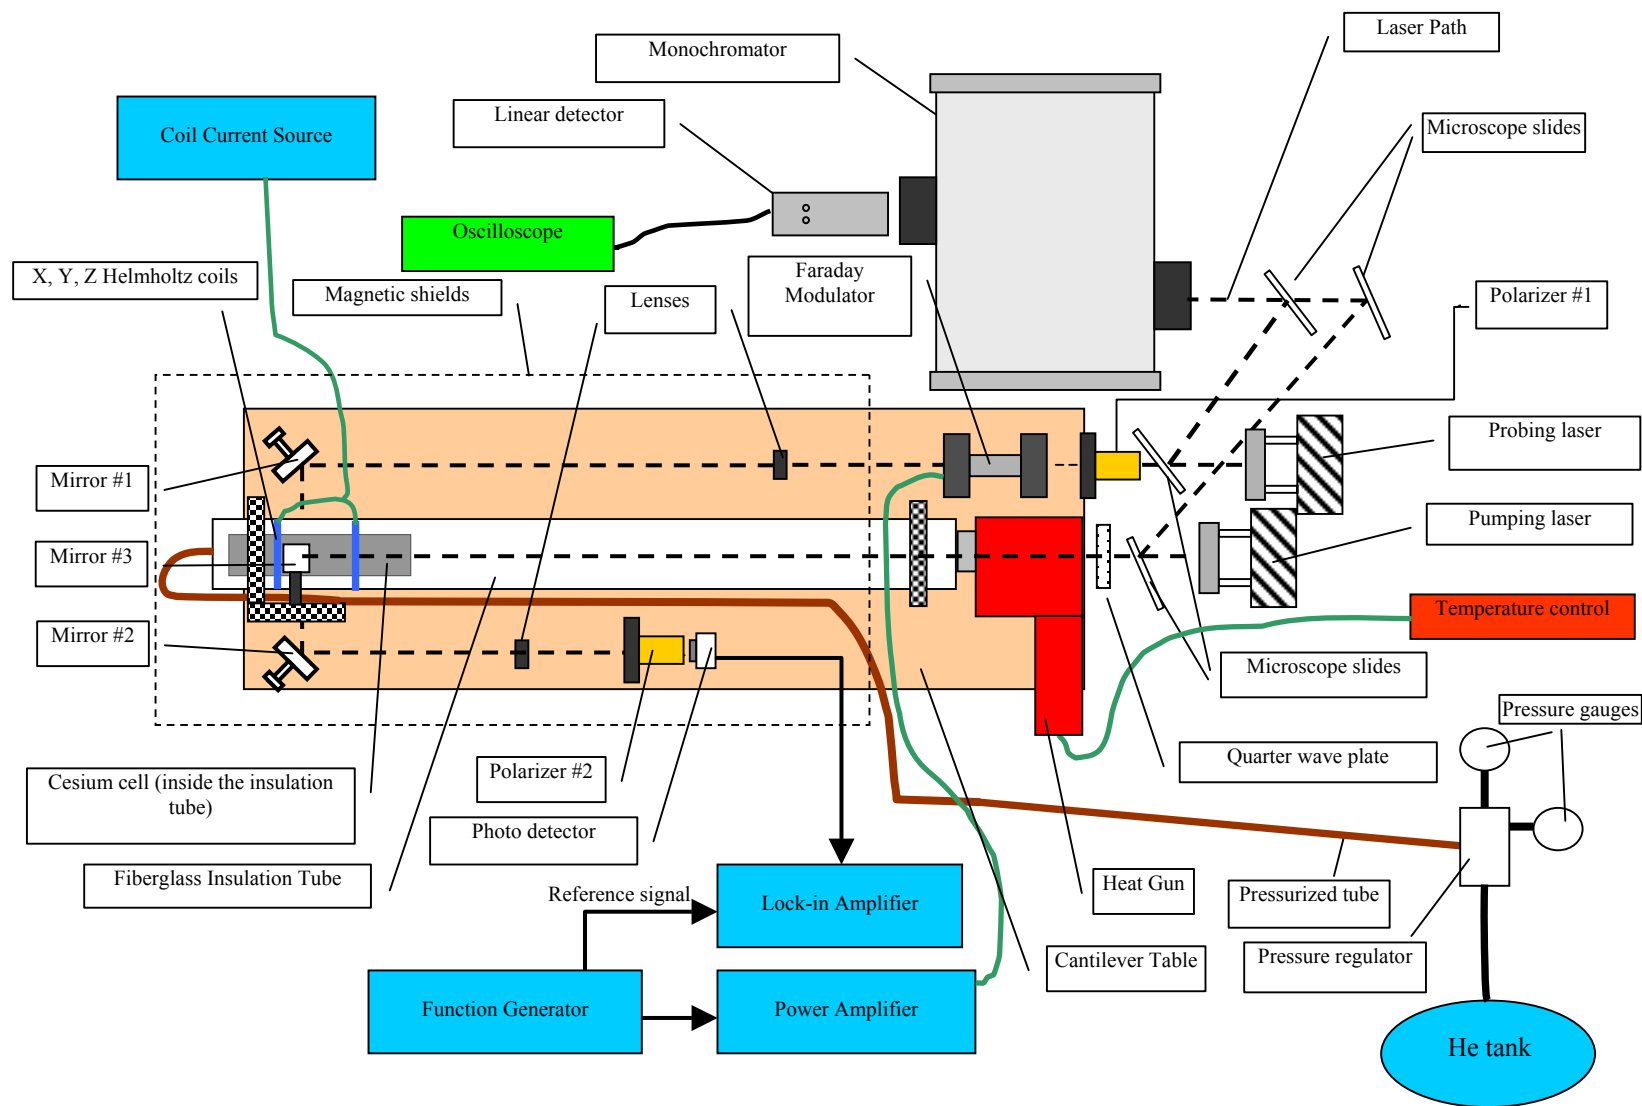 Laser Path
Monochromator
Linear detector
Coil Current Source
Microscope slides
Oscilloscope
X, Y, Z Helmholtz coils
Magnetic shields
Lenses
Faraday
Modulator
Polarizer #1
Probing laser
Mirror #1
Pumping laser
Mirror #3
Temperature control
Mirror #2
Microscope slides
Pressure gauges
Quarter wave plate
Polarizer #2
Cesium cell (inside the insulation
tube)
Photo detector
Fiberglass Insulation Tube
Heat Gun
Pressurized tube
Reference signal
Lock-in Amplifier
Cantilever Table
Pressure regulator
Function Generator
Power Amplifier
He tank